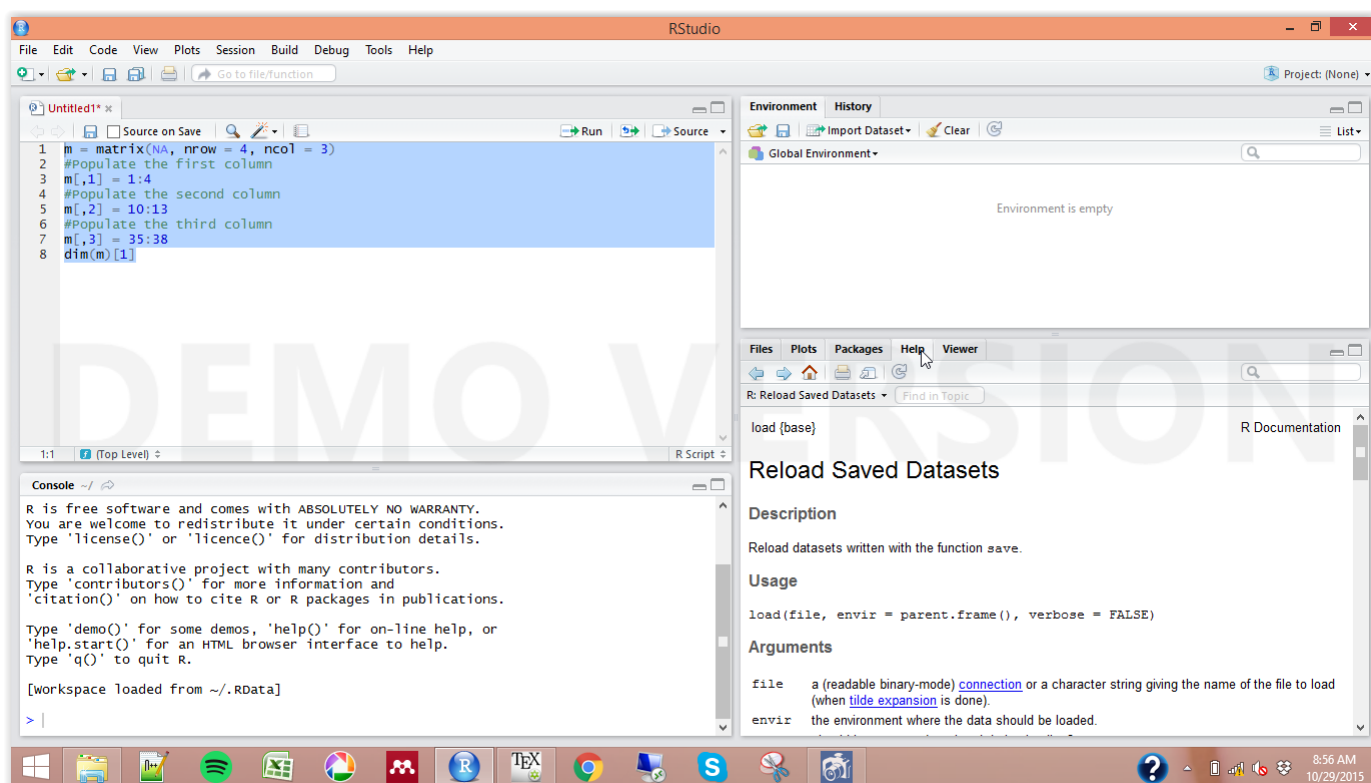 RStudio
File Edit Code View Plots Session Build Debug Tools Help
Go to file/function
Project: (None)
Untitled1*
Source on Save
Run
Source
1 m = matrix(NA, nrow = 4, ncol = 3)
2 #Populate the first column
3 m[,1] = 1:4
4 #Populate the second column
5 m[,2] = 10:13
6 #Populate the third column
7 m[,3] = 35:38
8 dim(m)[1]
1:1 (Top Level) R Script
Console ~/
R is free software and comes with ABSOLUTELY NO WARRANTY.
You are welcome to redistribute it under certain conditions.
Type 'license()' or 'licence()' for distribution details.
R is a collaborative project with many contributors.
Type 'contributors()' for more information and
'citation()' on how to cite R or R packages in publications.
Type 'demo()' for some demos, 'help()' for on-line help, or
'help.start()' for an HTML browser interface to help.
Type 'q()' to quit R.
[Workspace loaded from ~/.RData]
>
Environment History
Import Dataset Clear List
Global Environment
Environment is empty
Files Plots Packages Help Viewer
R: Reload Saved Datasets Find in Topic
load {base} R Documentation
Reload Saved Datasets
Description
Reload datasets written with the function save.
Usage
load(file, envir = parent.frame(), verbose = FALSE)
Arguments
file a (readable binary-mode) connection or a character string giving the name of the file to load
(when tilde expansion is done).
envir the environment where the data should be loaded.
DEMO VERSION
TEX
8:56 AM
10/29/2015